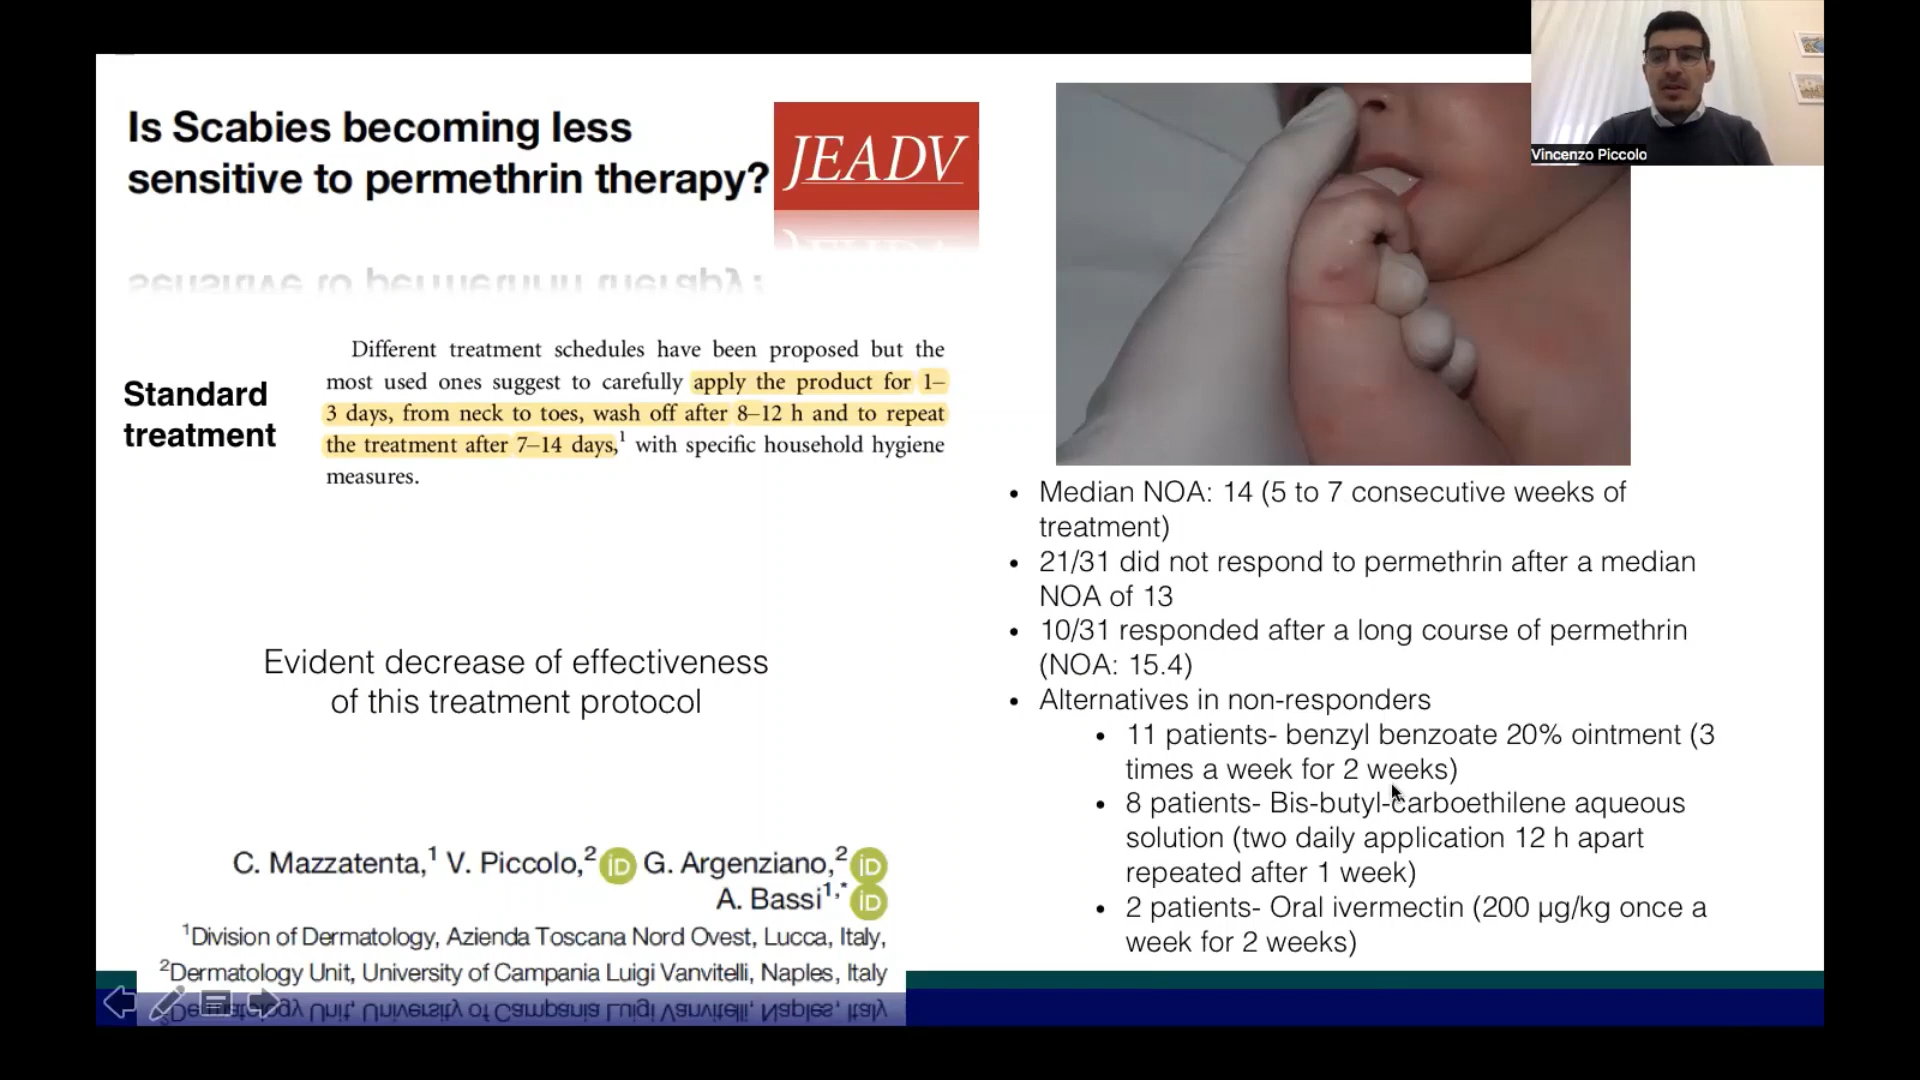 Is Scabies becoming less
sensitive to permethrin therapy?
JEADV
Vincenzo Piccolo
Standard
treatment
Different treatment schedules have been proposed but the
most used ones suggest to carefully apply the product for 1–
3 days, from neck to toes, wash off after 8–12 h and to repeat
the treatment after 7–14 days,1 with specific household hygiene
measures.
Evident decrease of effectiveness
of this treatment protocol
C. Mazzatenta,1 V. Piccolo,2 iD G. Argenziano,2 iD
A. Bassi1,* iD
1Division of Dermatology, Azienda Toscana Nord Ovest, Lucca, Italy,
2Dermatology Unit, University of Campania Luigi Vanvitelli, Naples, Italy
• Median NOA: 14 (5 to 7 consecutive weeks of
treatment)
• 21/31 did not respond to permethrin after a median
NOA of 13
• 10/31 responded after a long course of permethrin
(NOA: 15.4)
• Alternatives in non-responders
• 11 patients- benzyl benzoate 20% ointment (3
times a week for 2 weeks)
• 8 patients- Bis-butyl-carboethilene aqueous
solution (two daily application 12 h apart
repeated after 1 week)
• 2 patients- Oral ivermectin (200 µg/kg once a
week for 2 weeks)